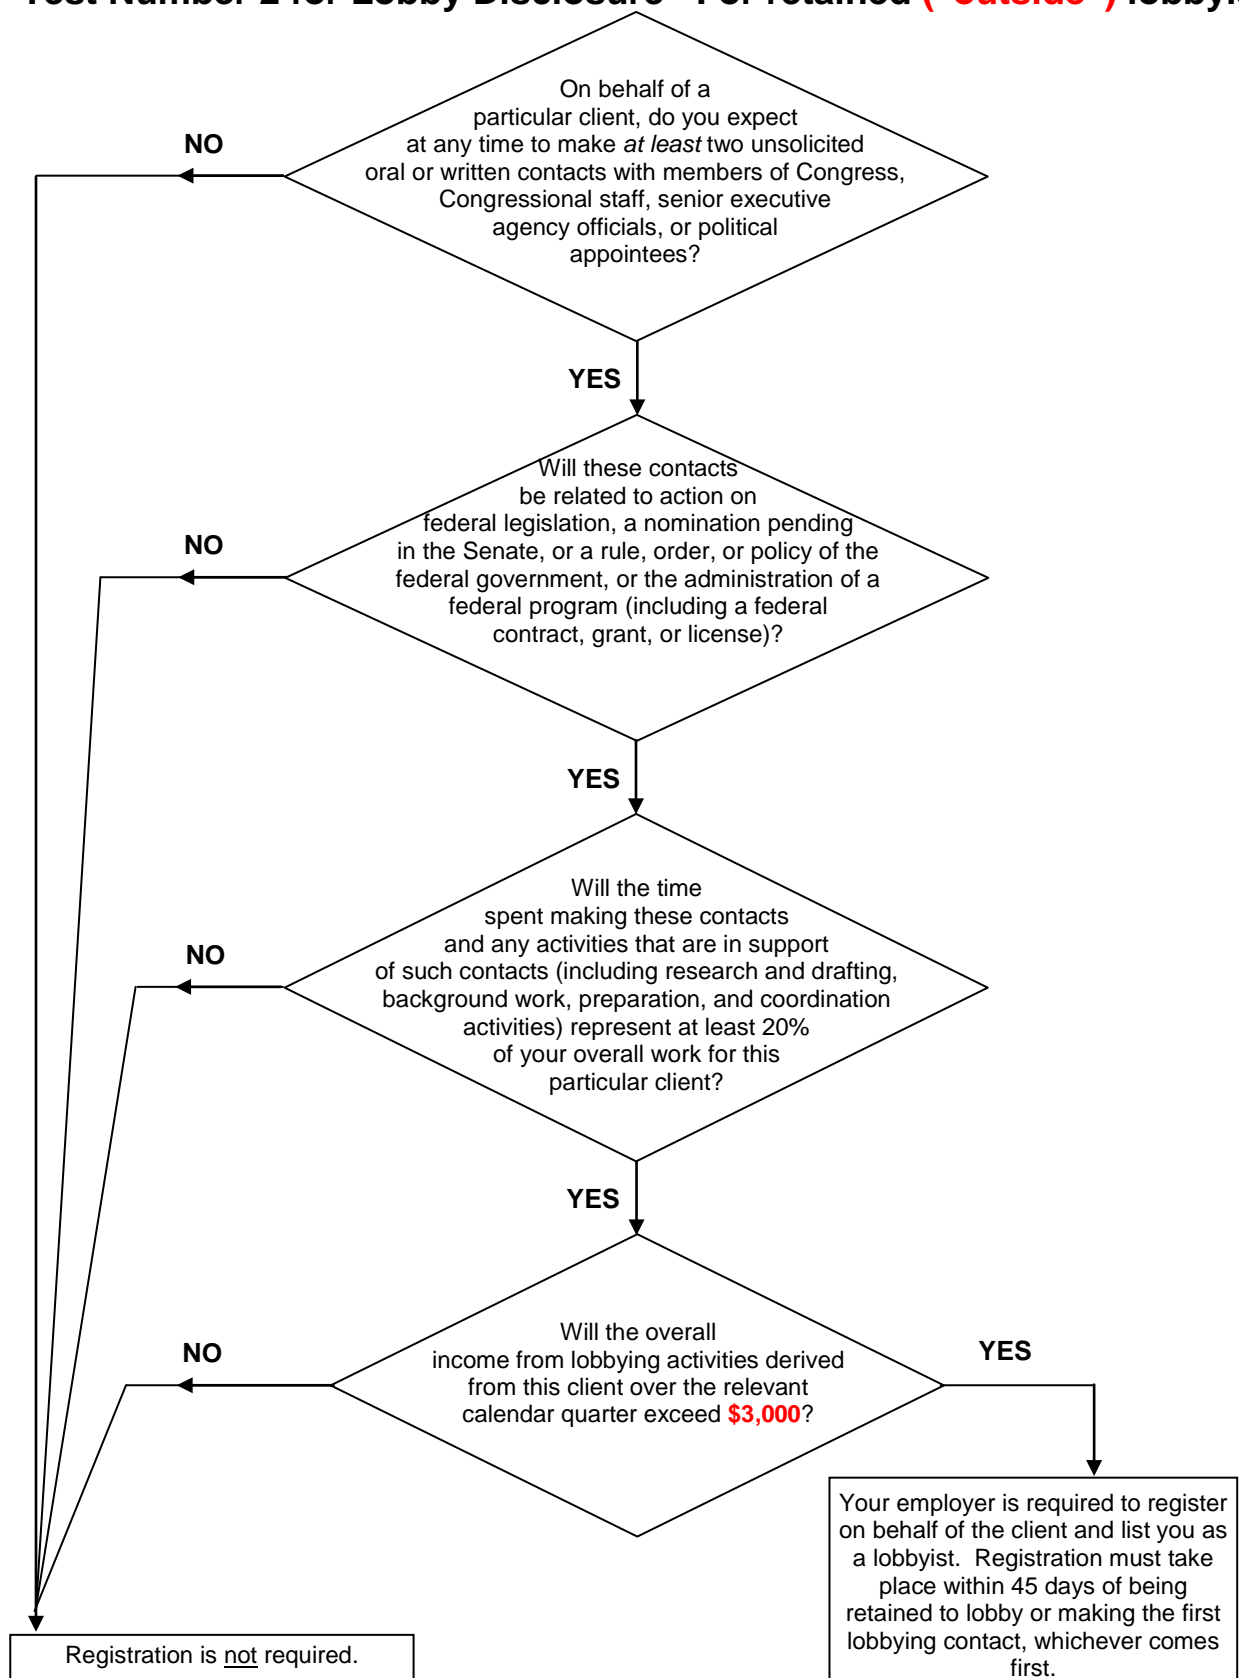 Test Number 2 for Lobby Disclosure - For retained ("outside")
On behalf of a
particular client, do you expect
at any time to make at least two unsolicited
oral or written contacts with members of Congress,
Congressional staff, senior executive
agency officials, or political
appointees?
NO
YES
Will these contacts
be related to action on
federal legislation, a nomination pending
in the Senate, or a rule, order, or policy of the
federal government, or the administration of a
federal program (including a federal
contract, grant, or license)?
NO
YES
Will the time
spent making these contacts
and any activities that are in support
of such contacts (including research and drafting,
background work, preparation, and coordination
activities) represent at least 20%
of your overall work for this
particular client?
NO
YES
Will the overall
income from lobbying activities derived
from this client over the relevant
calendar quarter exceed $3,000?
NO
YES
Your employer is required to register
on behalf of the client and list you as
a lobbyist. Registration must take
place within 45 days of being
retained to lobby or making the first
lobbying contact, whichever comes
first.
Registration is not required.